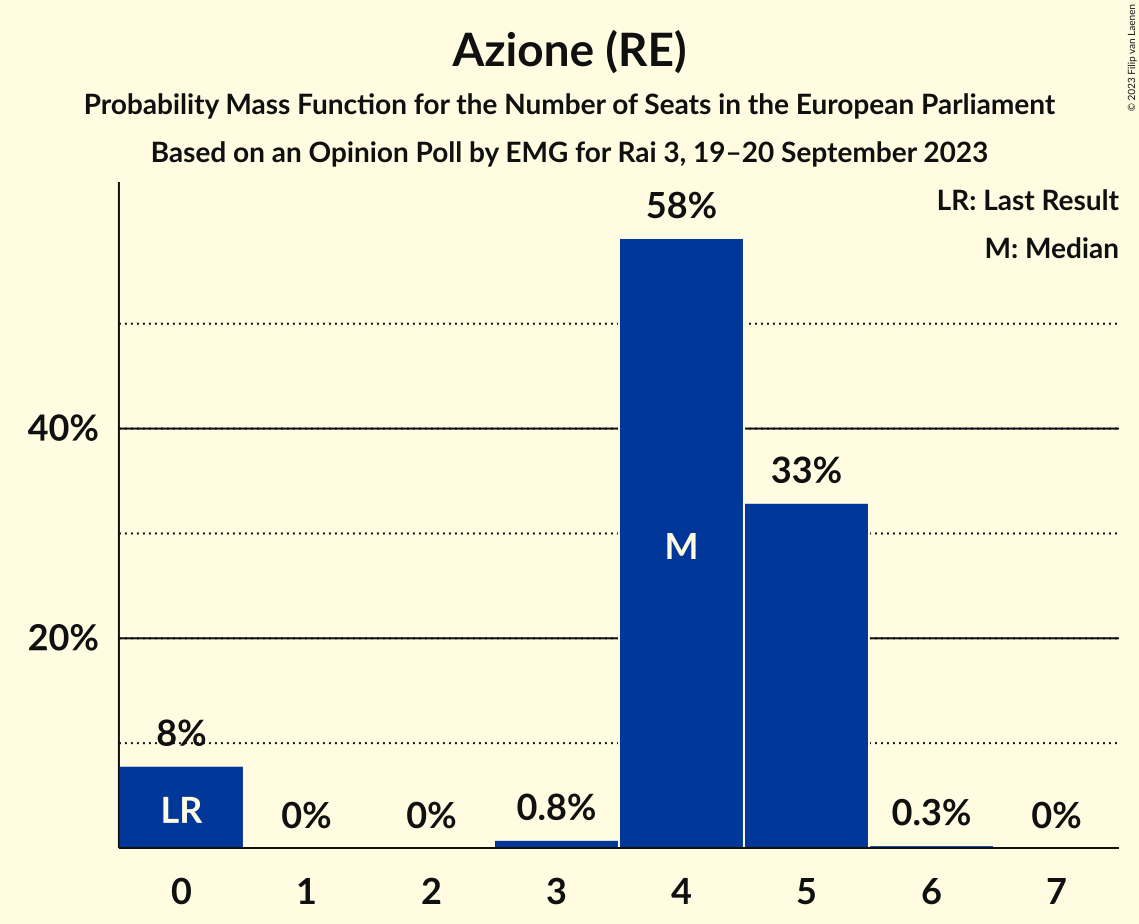 Azione (RE)
Probability Mass Function for the Number of Seats in the European Parliament
Based on an Opinion Poll by EMG for Rai 3, 19–20 September 2023
© 2023 Filip van Laenen
LR: Last Result
M: Median
58%
40%
33%
M
20%
8%
LR
0%
0%
0.8%
0.3%
0%
0 1 2 3 4 5 6 7